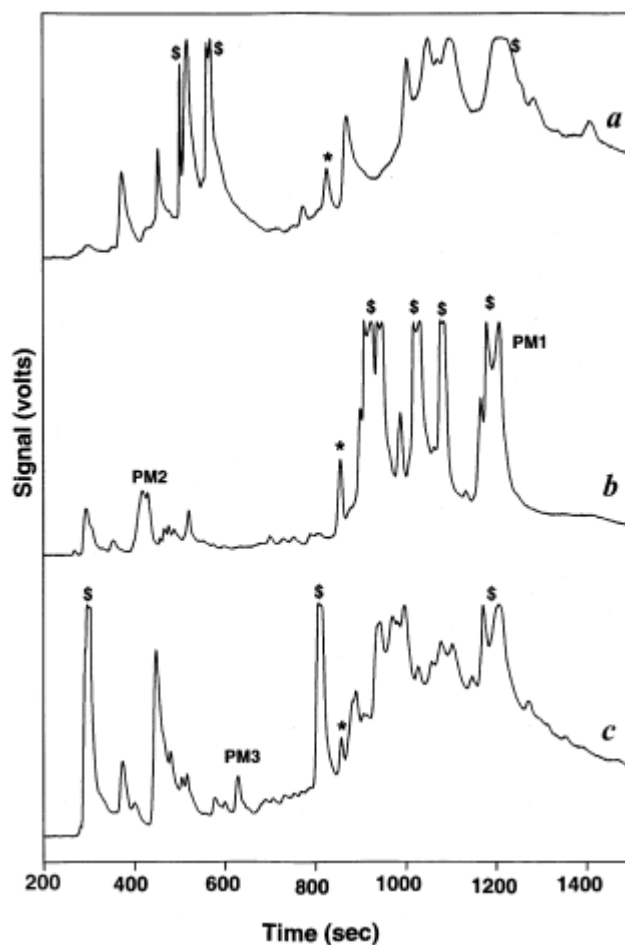 $ $ $
*
a
$ $ $ $
PM1
*
PM2
b
$ $ $
PM3
*
c
Signal (volts)
200 400 600 800 1000 1200 1400
Time (sec)